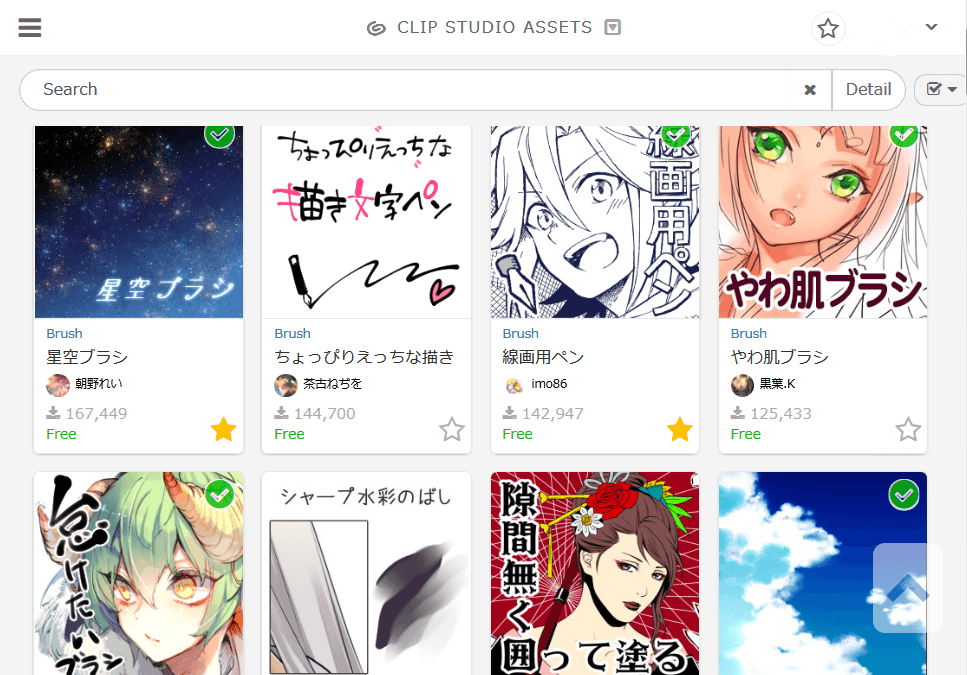 CLIP STUDIO ASSETS
Search
Detail
星空ブラシ
ちょっぴりえっちな
描き文字ペン
線画用ペン
やわ肌ブラシ
Brush
星空ブラシ
朝野れい
167,449
Free
Brush
ちょっぴりえっちな描き
茶古ねぢを
144,700
Free
Brush
線画用ペン
imo86
142,947
Free
Brush
やわ肌ブラシ
黒葉.K
125,433
Free
怠けたいブラシ
シャープ水彩のばし
隙間無く
囲って塗る